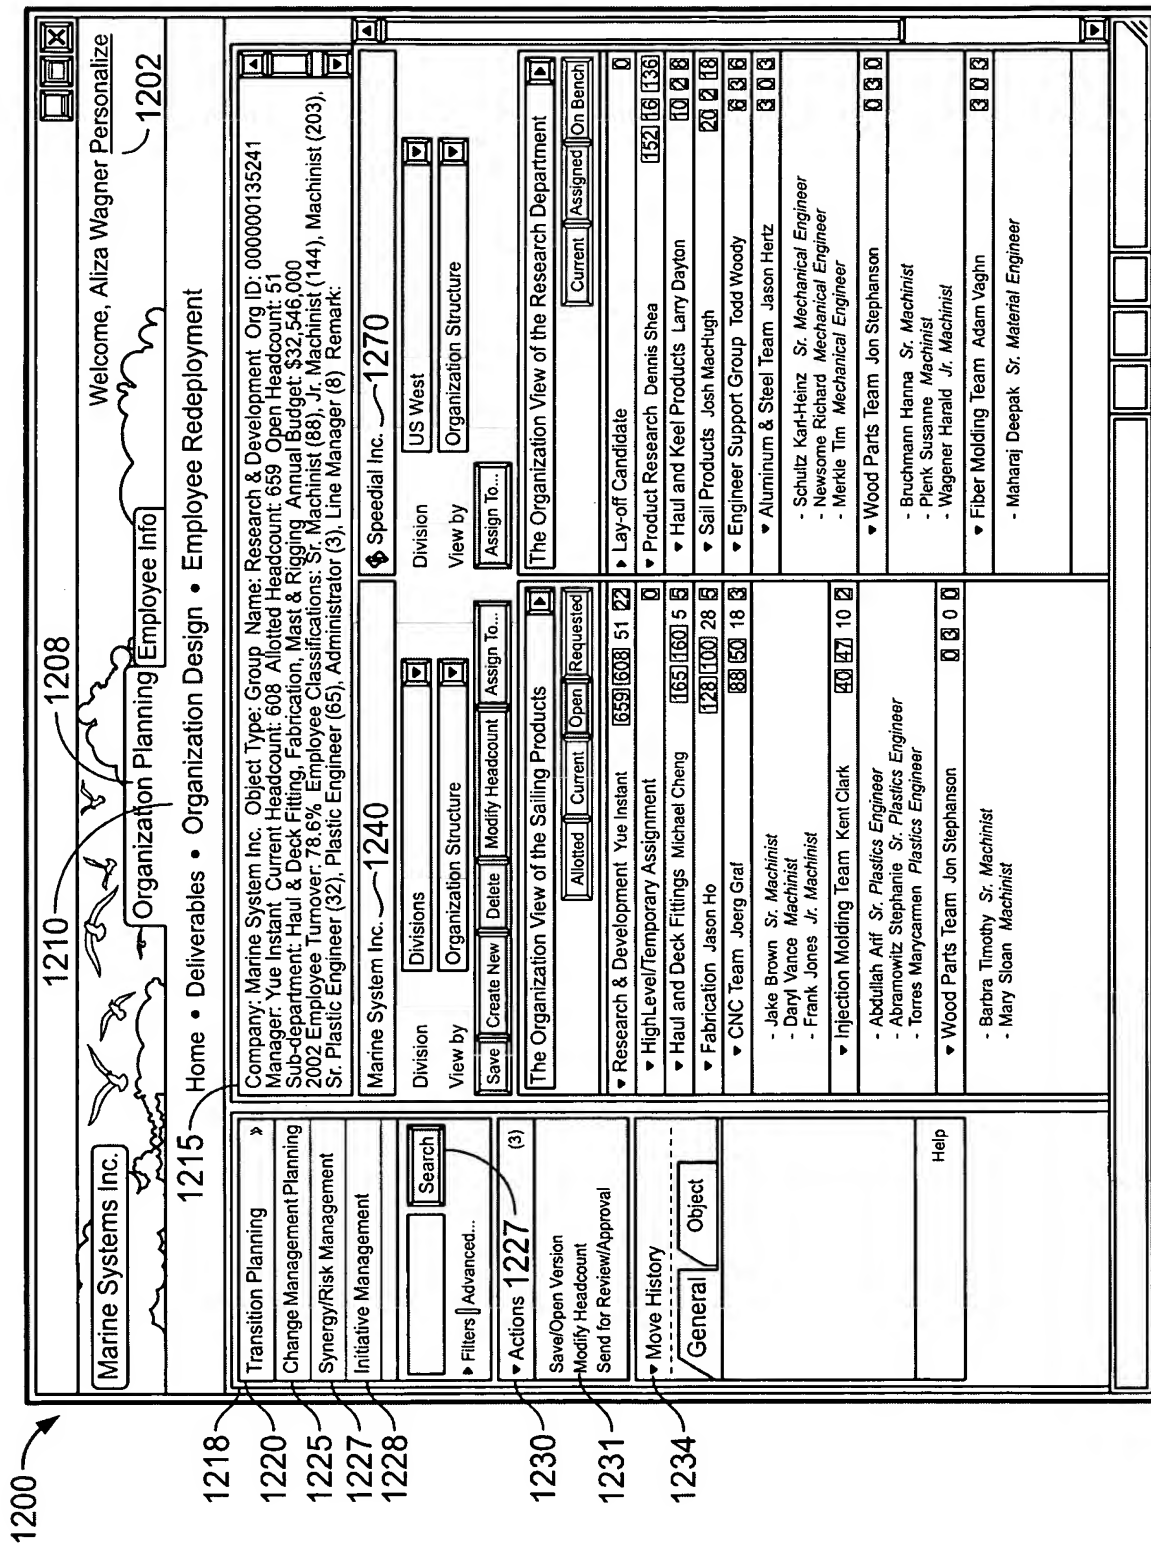 1200
1210
1208
Welcome, Aliza Wagner Personalize
1202
Marine Systems Inc.
Organization Planning
Employee Info
1215
Home • Deliverables • Organization Design • Employee Redeployment
1218
1220
1225
1227
1228
1230
1231
1234
Transition Planning »
Change Management Planning
Synergy/Risk Management
Initiative Management
Search
Filters Advanced...
Actions 1227 (3)
Save/Open Version
Modify Headcount
Send for Review/Approval
Move History
General Object
Help
Company: Marine System Inc. Object Type: Group Name: Research & Development Org ID: 0000000135241
Manager: Yue Instant Current Headcount: 608 Allotted Headcount: 659 Open Headcount: 51
Sub-department: Haul & Deck Fitting, Fabrication, Mast & Rigging Annual Budget: $32,546,000
2002 Employee Turnover: 78.6% Employee Classifications: Sr. Machinist (88), Jr. Machinist (144), Machinist (203),
Sr. Plastic Engineer (32), Plastic Engineer (65), Administrator (3), Line Manager (8) Remark:
Marine System Inc. 1240
Division Divisions
View by Organization Structure
Save Create New Delete Modify Headcount Assign To...
The Organization View of the Sailing Products
Allotted Current Open Requested
Research & Development Yue Instant 659 608 51 22
HighLevel/Temporary Assignment 0
Haul and Deck Fittings Michael Cheng 165 160 5 5
Fabrication Jason Ho 128 100 28 5
CNC Team Joerg Graf 88 50 18 3
- Jake Brown Sr. Machinist
- Daryl Vance Machinist
- Frank Jones Jr. Machinist
Injection Molding Team Kent Clark 40 47 10 2
- Abdullah Arif Sr. Plastics Engineer
- Abramowitz Stephanie Sr. Plastics Engineer
- Torres Manycarmen Plastics Engineer
Wood Parts Team Jon Stephanson 0 3 0 0
- Barbra Timothy Sr. Machinist
- Mary Sloan Machinist
Speedial Inc. 1270
Division US West
View by Organization Structure
Assign To...
The Organization View of the Research Department
Current Assigned On Bench
Lay-off Candidate 0
Product Research Dennis Shea 152 16 136
Haul and Keel Products Larry Dayton 10 2 8
Sail Products Josh MacHugh 20 2 18
Engineer Support Group Todd Woody 6 3 6
Aluminum & Steel Team Jason Hertz 3 0 3
- Schultz Karl-Heinz Sr. Mechanical Engineer
- Newsome Richard Mechanical Engineer
- Merkle Tim Mechanical Engineer
Wood Parts Team Jon Stephanson 0 3 0
- Bruchmann Hanna Sr. Machinist
- Plenk Susanne Machinist
- Wagener Harald Jr. Machinist
Fiber Molding Team Adam Vaghn 3 0 3
- Maharaj Deepak Sr. Material Engineer